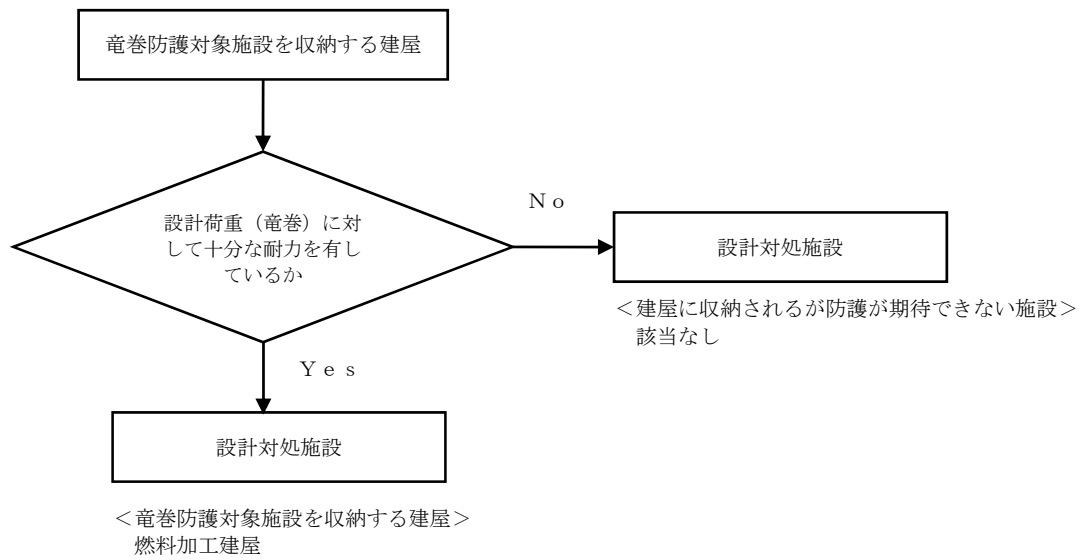 竜巻防護対象施設を収納する建屋
設計荷重（竜巻）に対
して十分な耐力を有し
ているか
Ｎｏ
設計対処施設
＜建屋に収納されるが防護が期待できない施設＞
該当なし
Ｙｅｓ
設計対処施設
＜竜巻防護対象施設を収納する建屋＞
燃料加工建屋